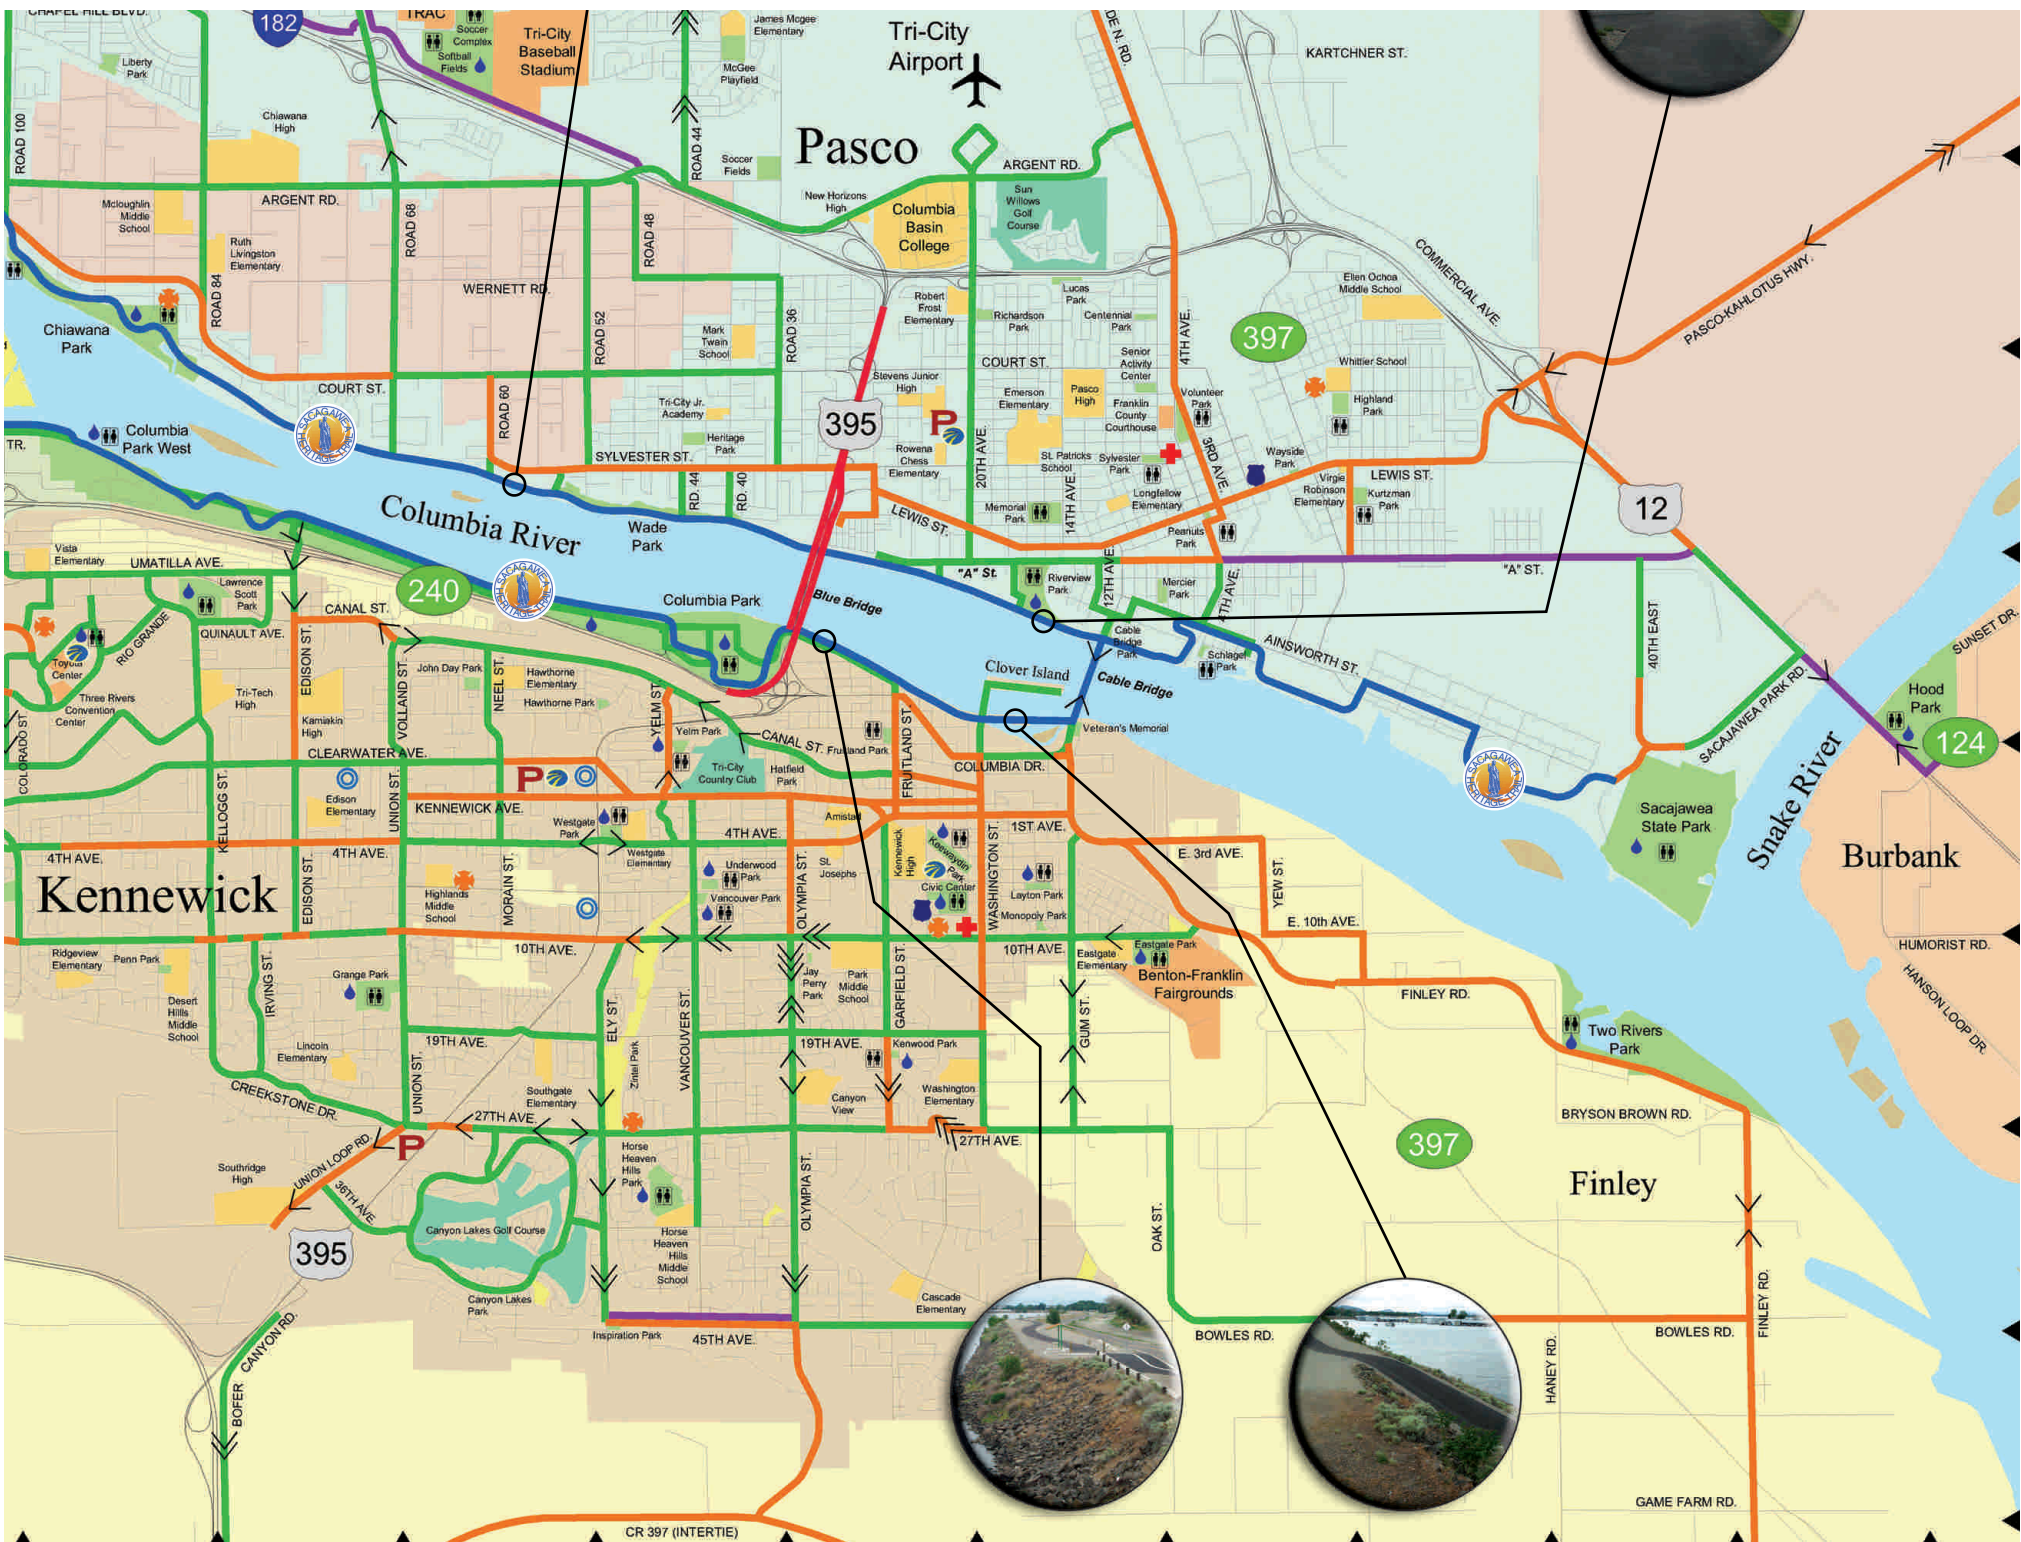 CHAPEL HILL BLVD.
182
TRAC
Soccer
Complex
Softball
Fields
Tri-City
Baseball
Stadium
James Mcgee
Elementary
McGee
Playfield
Tri-City
Airport
DE N. RD.
KARTCHNER ST.
Liberty
Park
Chiawana
High
ROAD 100
ROAD 44
Soccer
Fields
Pasco
ARGENT RD.
ARGENT RD.
New Horizons
High
Columbia
Basin
College
Sun
Willows
Golf
Course
Mcloughlin
Middle
School
Ruth
Livingston
Elementary
ROAD 68
ROAD 48
ROAD 84
WERNETT RD.
COMMERCIAL AVE.
PASCO-KAHLOTUS HWY.
Ellen Ochoa
Middle School
Robert
Frost
Elementary
Lucas
Park
Richardson
Park
Centennial
Park
397
4TH AVE.
Chiawana
Park
ROAD 52
Mark
Twain
School
ROAD 36
COURT ST.
COURT ST.
Senior
Activity
Center
Whittier School
Stevens Junior
High
Emerson
Elementary
Pasco
High
Franklin
County
Courthouse
Volunteer
Park
Highland
Park
ROAD 60
Tri-City Jr.
Academy
Heritage
Park
395
Rowena
Chess
Elementary
P
20TH AVE.
St. Patricks
School
Sylvester
Park
3RD AVE.
Wayside
Park
SACAGAWEA
HERITAGE TRAIL
TR.
Columbia
Park West
SYLVESTER ST.
RD. 44
RD. 40
LEWIS ST.
LEWIS ST.
Virgie
Robinson
Elementary
Kurtzman
Park
Longfellow
Elementary
14TH AVE.
Memorial
Park
Peanuts
Park
12
Columbia River
Wade
Park
"A" St.
"A" ST.
Vista
Elementary
UMATILLA AVE.
Lawrence
Scott
Park
240
SACAGAWEA
HERITAGE TRAIL
Columbia Park
Blue Bridge
Riverview
Park
12TH AVE.
Mercier
Park
4TH AVE.
CANAL ST.
QUINAULT AVE.
RIO GRANDE
EDISON ST.
Toyota
Center
Three Rivers
Convention
Center
COLORADO ST.
Tri-Tech
High
Kamiakin
High
VOLLAND ST.
John Day Park
NEEL ST.
Hawthorne
Elementary
Hawthorne Park
YELM ST.
Yelm Park
CANAL ST.
Fruitland Park
FRUITLAND ST.
Clover Island
Cable
Bridge
Park
Cable Bridge
Schlagel
Park
AINSWORTH ST.
Veteran's Memorial
40TH EAST
SACAJAWEA PARK RD.
SUNSET DR.
Hood
Park
124
Snake River
CLEARWATER AVE.
Tri-City
Country Club
Hatfield
Park
COLUMBIA DR.
SACAGAWEA
HERITAGE TRAIL
Edison
Elementary
UNION ST.
KELLOGG ST.
P
KENNEWICK AVE.
Westgate
Park
Westgate
Elementary
4TH AVE.
4TH AVE.
4TH AVE.
Amistad
Kennewick
High
Keewaydin
Park
WASHINGTON ST.
1ST AVE.
E. 3rd AVE.
YEW ST.
Sacajawea
State Park
Burbank
Kennewick
EDISON ST.
Highlands
Middle
School
MORAIN ST.
Underwood
Park
Vancouver Park
OLYMPIA ST.
St.
Josephs
Civic Center
Layton Park
Monopoly Park
E. 10th AVE.
HUMORIST RD.
HANSON LOOP DR.
Ridgeview
Elementary
Penn Park
IRVING ST.
Grange Park
10TH AVE.
10TH AVE.
Jay
Perry
Park
Park
Middle
School
GARFIELD ST.
Eastgate
Elementary
Eastgate Park
Benton-Franklin
Fairgrounds
FINLEY RD.
Desert
Hills
Middle
School
ELY ST.
VANCOUVER ST.
GUM ST.
Two Rivers
Park
Lincoln
Elementary
19TH AVE.
Zintel Park
19TH AVE.
Kenwood Park
CREEKSTONE DR.
UNION ST.
Southgate
Elementary
Canyon
View
Washington
Elementary
27TH AVE.
27TH AVE.
BRYSON BROWN RD.
397
P
Southridge
High
UNION LOOP RD.
36TH AVE.
Horse
Heaven
Hills
Park
Canyon Lakes Golf Course
Horse
Heaven
Hills
Middle
School
OLYMPIA ST.
OAK ST.
Finley
395
Canyon Lakes
Park
Cascade
Elementary
FINLEY RD.
Inspiration Park
45TH AVE.
BOWLES RD.
BOWLES RD.
HANEY RD.
BOFER
CANYON RD.
GAME FARM RD.
CR 397 (INTERTIE)